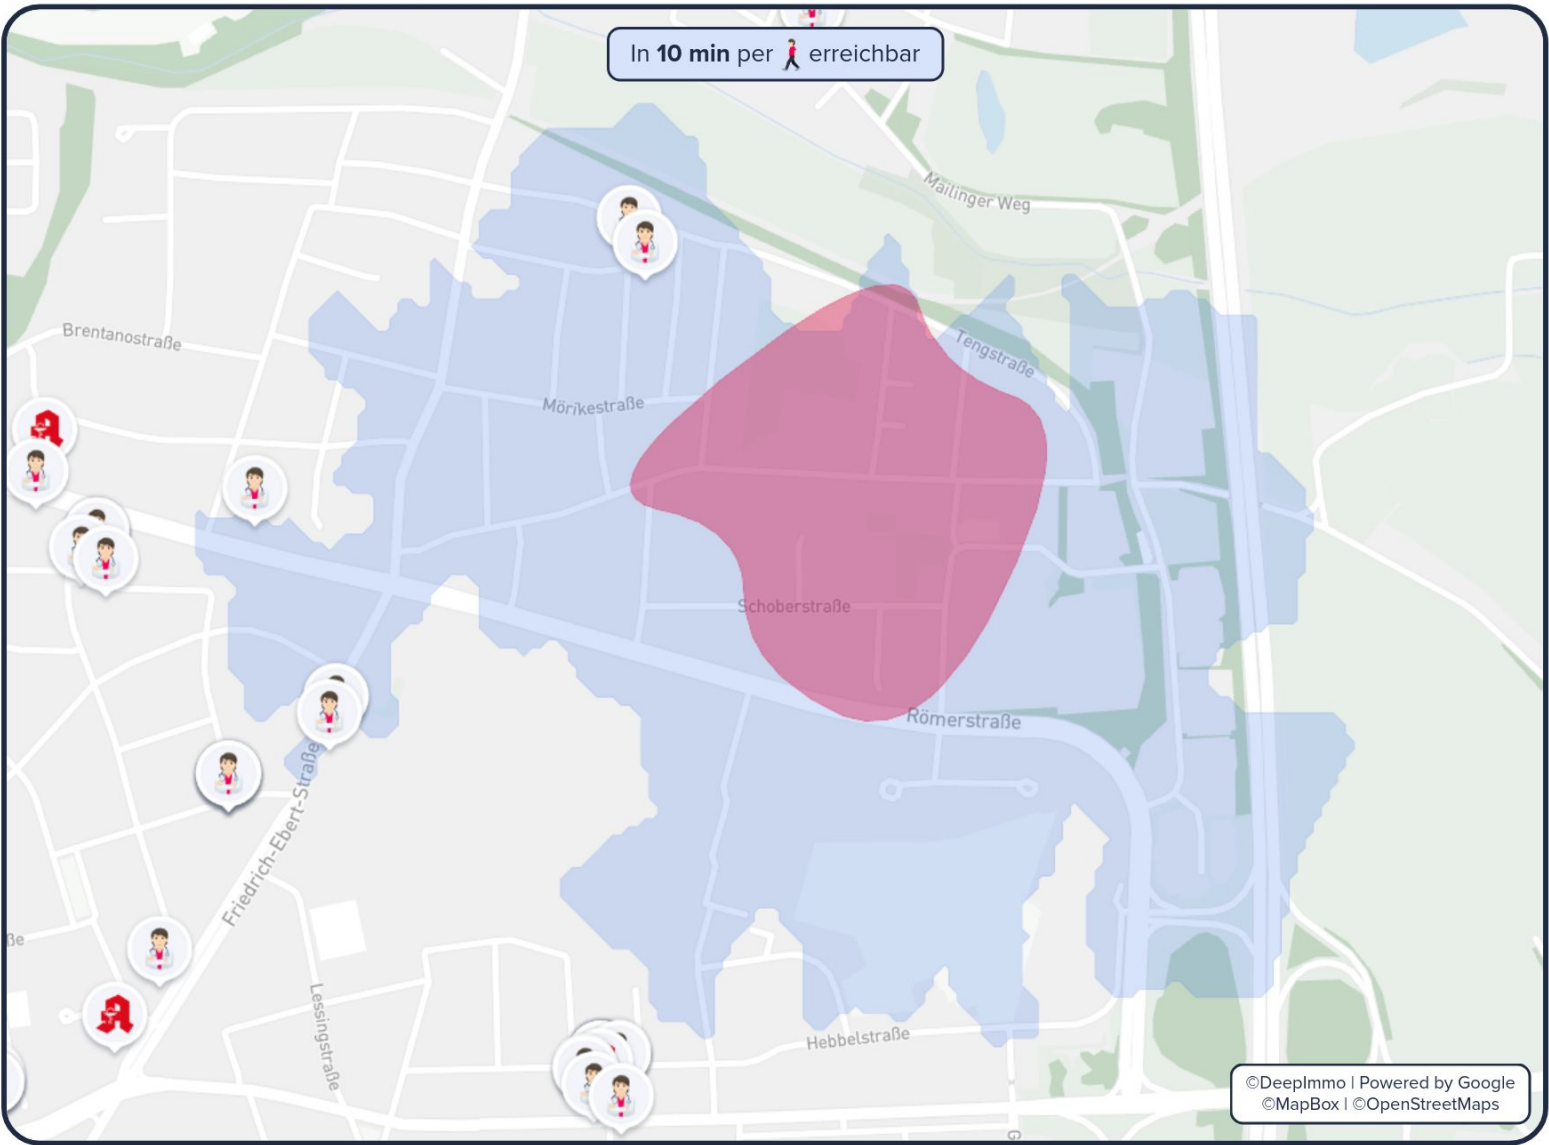 In 10 min per erreichbar
Mailinger Weg
Brentanostraße
Tengstraße
Mörikestraße
Schoberstraße
Römerstraße
Friedrich-Ebert-Straße
ße
Lessingstraße
Hebbelstraße
©DeepImmo | Powered by Google
©MapBox | ©OpenStreetMaps
G